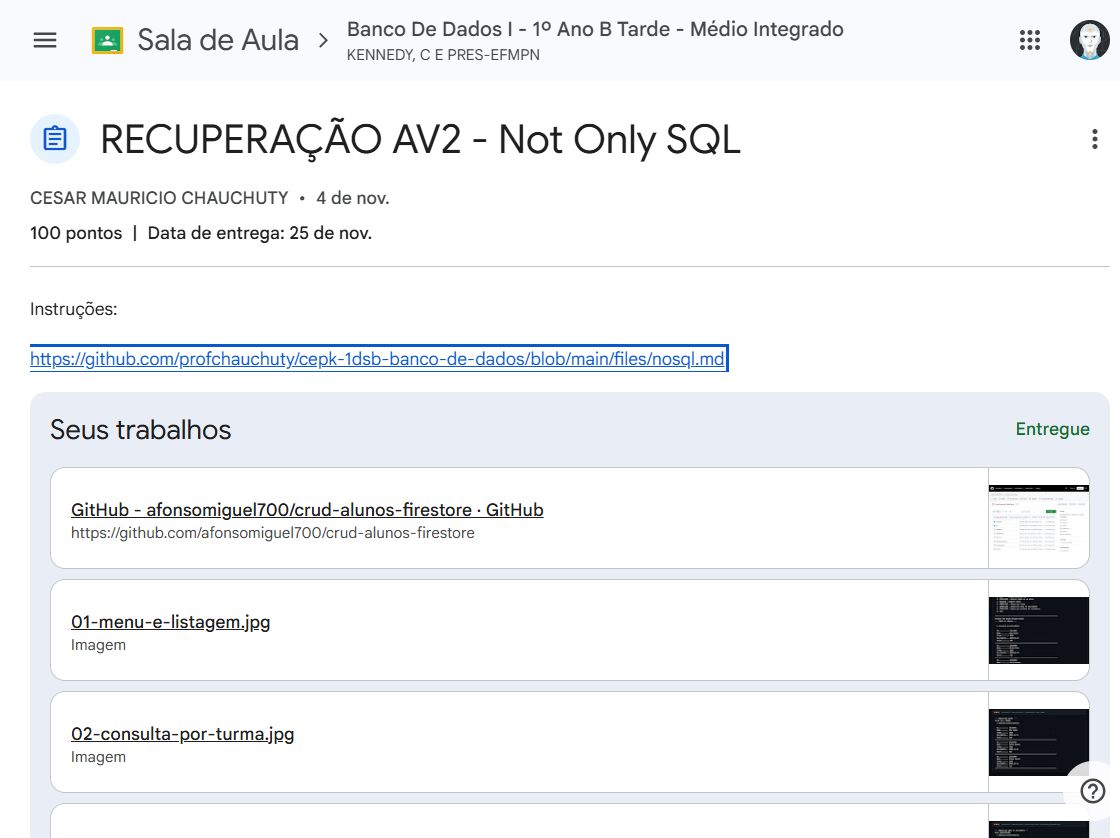 Sala de Aula
Banco De Dados I - 1º Ano B Tarde - Médio Integrado
KENNEDY, C E PRES-EFMPN
RECUPERAÇÃO AV2 - Not Only SQL
CESAR MAURICIO CHAUCHUTY • 4 de nov.
100 pontos | Data de entrega: 25 de nov.
Instruções:
https://github.com/profchauchuty/cepk-1dsb-banco-de-dados/blob/main/files/nosql.md
Seus trabalhos
Entregue
GitHub - afonsomiguel700/crud-alunos-firestore · GitHub
https://github.com/afonsomiguel700/crud-alunos-firestore
01-menu-e-listagem.jpg
Imagem
02-consulta-por-turma.jpg
Imagem